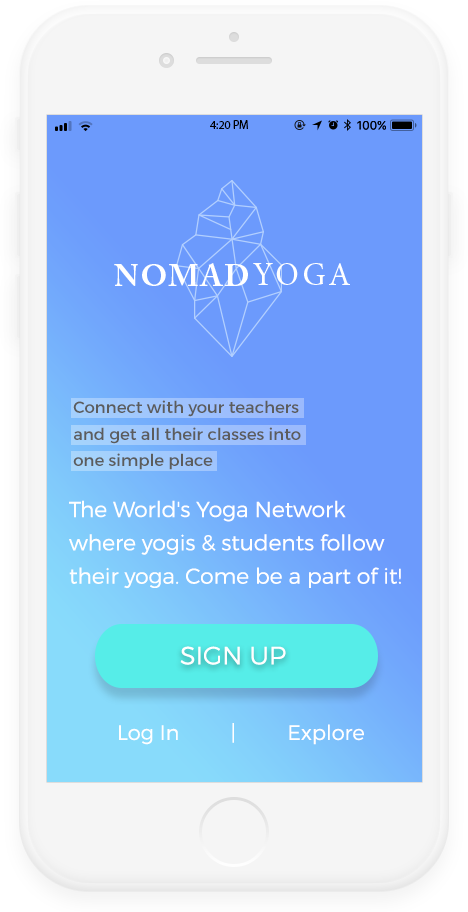 4:20 PM 100%
NOMADYOGA
Connect with your teachers
and get all their classes into
one simple place
The World's Yoga Network
where yogis & students follow
their yoga. Come be a part of it!
SIGN UP
Log In | Explore